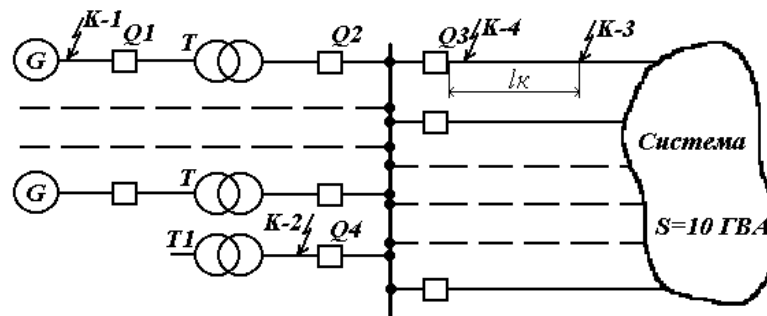 K-1 Q1 T Q2 Q3 K-4 K-3
G
lк
Система
G T
S=10 ГВА
T1 K-2 Q4